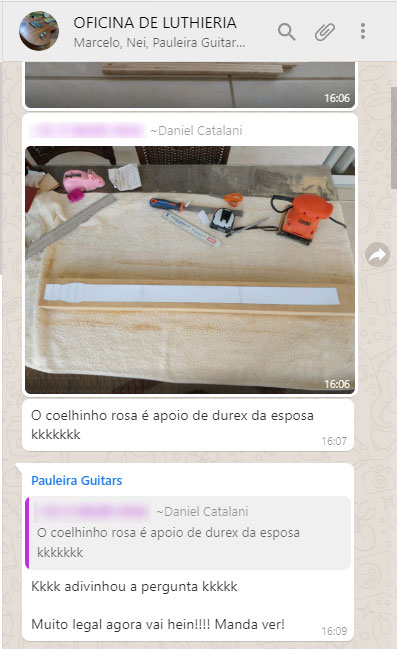 OFICINA DE LUTHIERIA
Marcelo, Nei, Pauleira Guitar...
16:06
~Daniel Catalani
16:06
O coelhinho rosa é apoio de durex da esposa
kkkkkkk
16:07
Pauleira Guitars
~Daniel Catalani
O coelhinho rosa é apoio de durex da esposa
kkkkkkk
Kkkk adivinhou a pergunta kkkkk
Muito legal agora vai hein!!!! Manda ver!
16:09